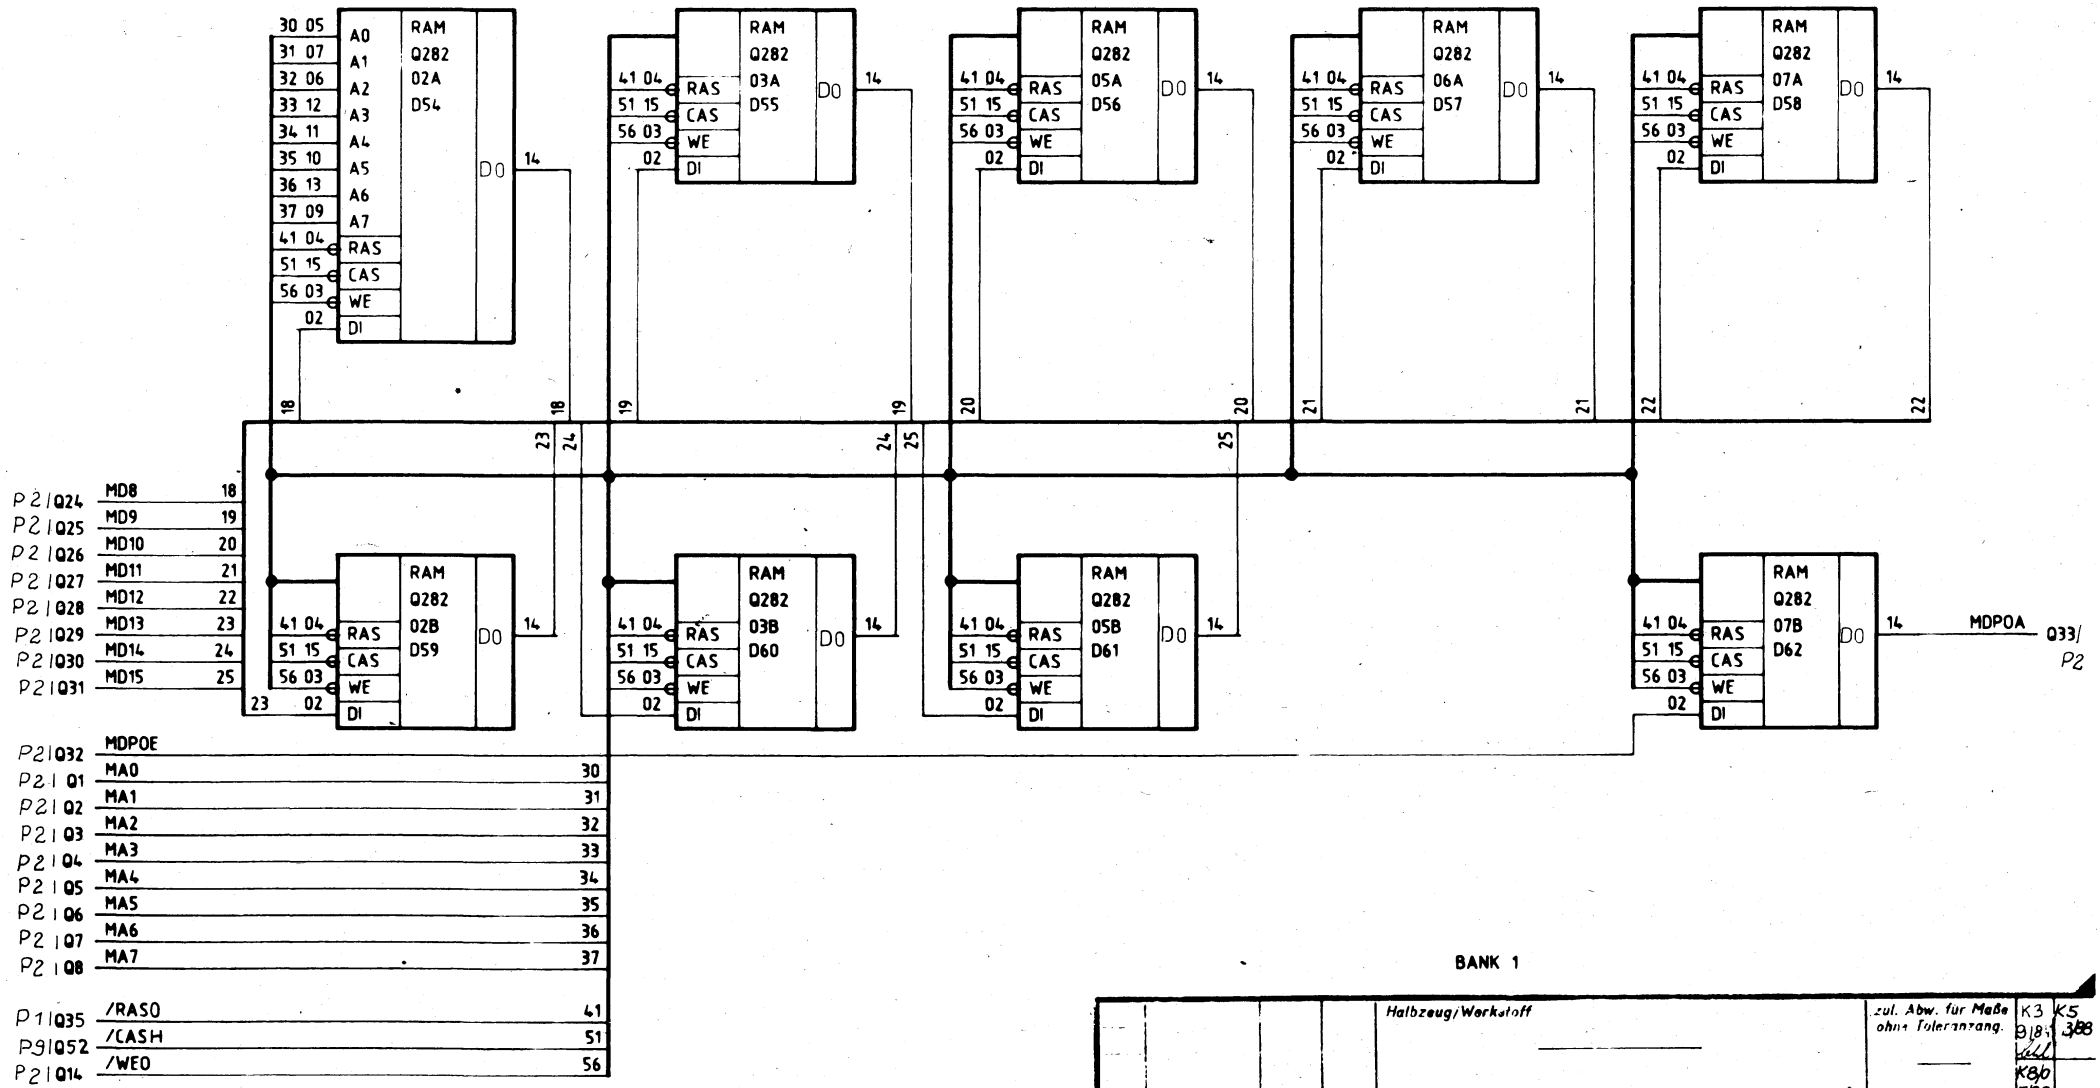 30 05 A0 RAM
31 07 A1 Q282
32 06 A2 02A
33 12 A3 D54
34 11 A4
35 10 A5 D0 14
36 13 A6
37 09 A7
41 04 RAS
51 15 CAS
56 03 WE
02 DI
RAM
Q282
41 04 RAS 03A D0 14
51 15 CAS D55
56 03 WE
02 DI
RAM
Q282
41 04 RAS 05A D0 14
51 15 CAS D56
56 03 WE
02 DI
RAM
Q282
41 04 RAS 06A D0 14
51 15 CAS D57
56 03 WE
02 DI
RAM
Q282
41 04 RAS 07A D0 14
51 15 CAS D58
56 03 WE
02 DI
18 18 19 19 20 20 21 21 22 22
23 24 24 25 25
P2/Q24 MD8 18
P2/Q25 MD9 19
P2/Q26 MD10 20
P2/Q27 MD11 21
P2/Q28 MD12 22
P2/Q29 MD13 23
P2/Q30 MD14 24
P2/Q31 MD15 25
RAM
Q282
02B
41 04 RAS D0 14
51 15 CAS D59
56 03 WE
23 02 DI
RAM
Q282
03B
41 04 RAS D0 14
51 15 CAS D60
56 03 WE
02 DI
RAM
Q282
05B
41 04 RAS D0 14
51 15 CAS D61
56 03 WE
02 DI
RAM
Q282
07B
41 04 RAS D0 14 MDPOA Q33/
51 15 CAS D62 P2
56 03 WE
02 DI
P2/Q32 MDPOE
P2/Q1 MA0 30
P2/Q2 MA1 31
P2/Q3 MA2 32
P2/Q4 MA3 33
P2/Q5 MA4 34
P2/Q6 MA5 35
P2/Q7 MA6 36
P2/Q8 MA7 37
P1/Q35 /RAS0 41
P9/Q52 /CASH 51
P2/Q14 /WE0 56
BANK 1
Halbzeug/Werkstoff
zul. Abw. für Maße
ohne Toleranzang.
K3 K5
3/88